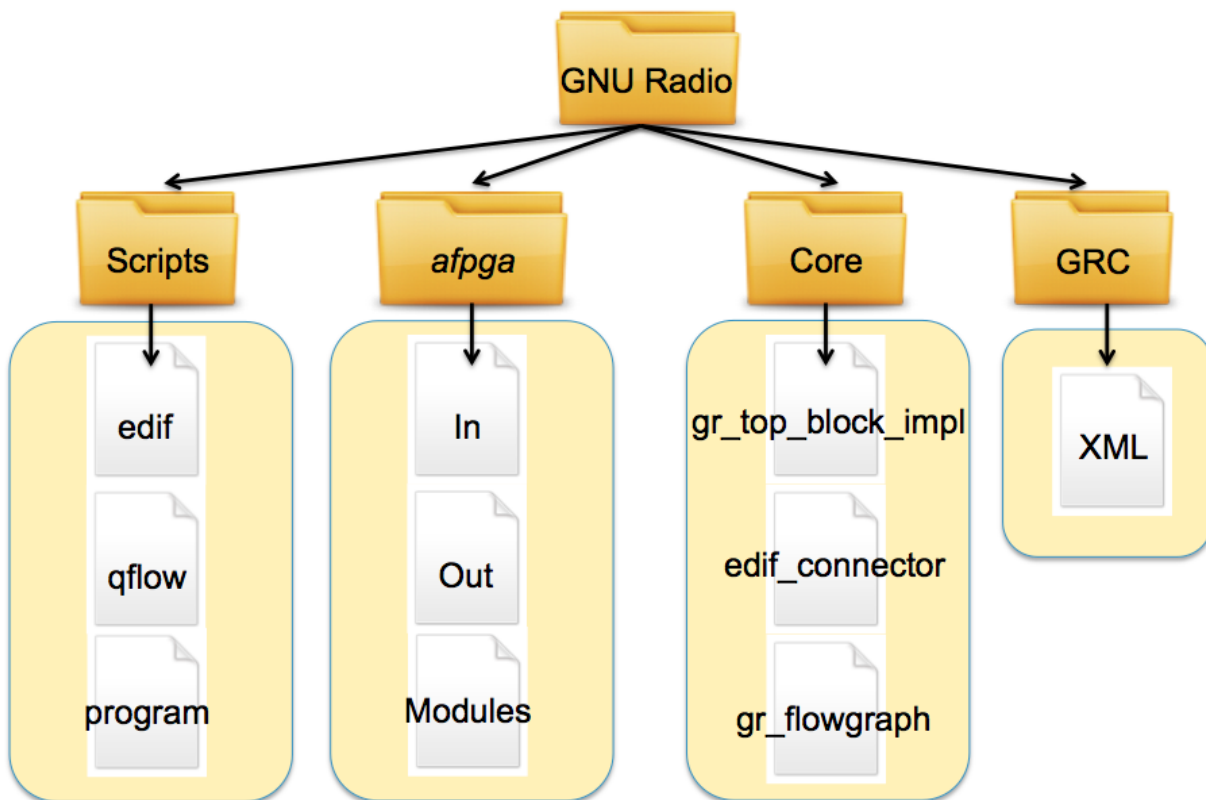 GNU Radio
Scripts
afpga
Core
GRC
edif
In
gr_top_block_impl
XML
qflow
Out
edif_connector
program
Modules
gr_flowgraph